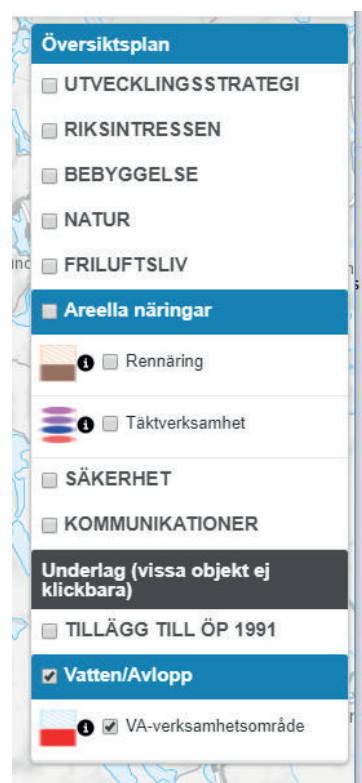 Översiktsplan
UTVECKLINGSSTRATEGI
RIKSINTRESSEN
BEBYGGELSE
NATUR
FRILUFTSLIV
Areella näringar
Rennäring
Täktverksamhet
SÄKERHET
KOMMUNIKATIONER
Underlag (vissa objekt ej
klickbara)
TILLÄGG TILL ÖP 1991
Vatten/Avlopp
VA-verksamhetsområde